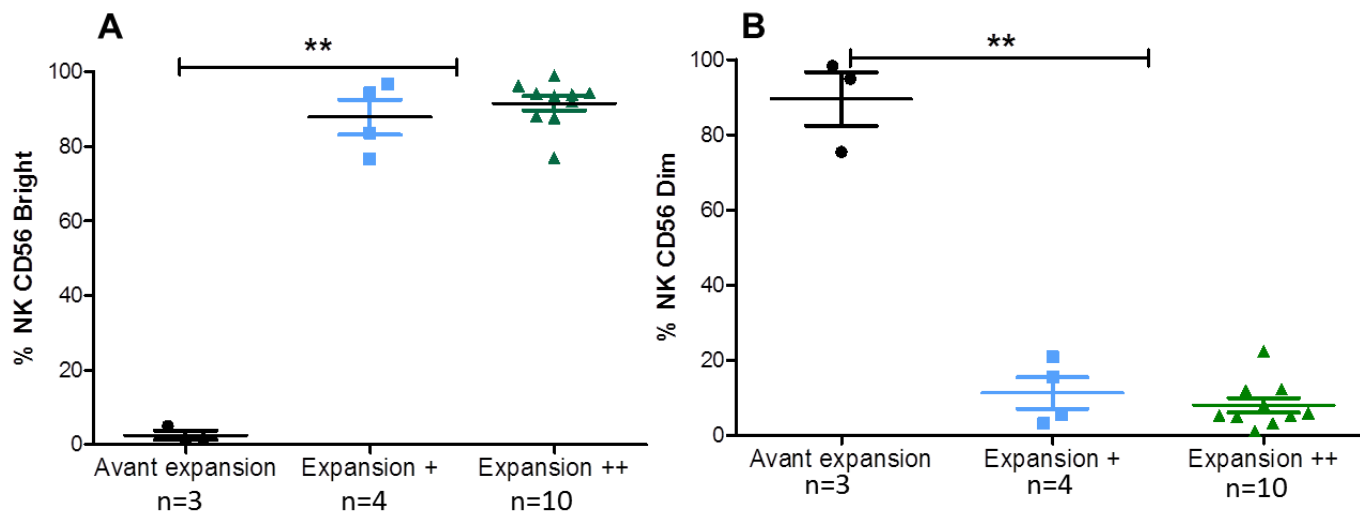 A
**
% NK CD56 Bright
100
80
60
40
20
0
Avant expansion
Expansion +
Expansion ++
n=3
n=4
n=10
B
**
% NK CD56 Dim
100
80
60
40
20
0
Avant expansion
Expansion +
Expansion ++
n=3
n=4
n=10